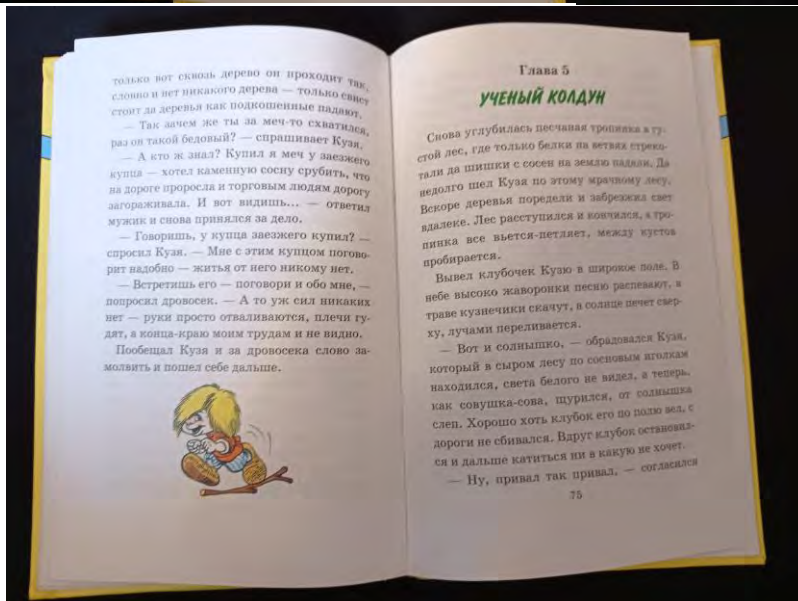 только вот сквозь дерево он проходит так,
словно и нет никакого дерева — только свист
стоит да деревья как подкошенные падают.
— Так зачем же ты за меч-то схватился,
раз он такой бедовый? — спрашивает Кузя.
— А кто ж знал? Купил я меч у заезжего
купца — хотел каменную сосну срубить, что
на дороге проросла и торговым людям дорогу
загораживала. И вот видишь... — ответил
мужик и снова принялся за дело.
— Говоришь, у купца заезжего купил? —
спросил Кузя. — Мне с этим купцом погово-
рить надобно — житья от него никому нет.
— Встретишь его — поговори и обо мне, —
попросил дровосек. — А то уж сил никаких
нет — руки просто отваливаются, плечи гу-
дят, а конца-краю моим трудам и не видно.
Пообещал Кузя и за дровосека слово за-
молвить и пошел себе дальше.
Глава 5
УЧЕНЫЙ КОЛДУН
Снова углубилась песчаная тропинка в гу-
стой лес, где только белки на ветвях стреко-
тали да шишки с сосен на землю падали. Да
недолго шел Кузя по этому мрачному лесу.
Вскоре деревья поредели и забрезжил свет
вдалеке. Лес расступился и кончился, а тро-
пинка все вьется-петляет, между кустов
пробирается.
Вывел клубочек Кузю в широкое поле. В
небе высоко жаворонки песню распевают, в
траве кузнечики скачут, а солнце печет свер-
ху, лучами переливается.
— Вот и солнышко, — обрадовался Кузя,
который в сыром лесу по сосновым иголкам
находился, света белого не видел, а теперь,
как совушка-сова, щурился, от солнышка
слеп. Хорошо хоть клубок его по полю вел, с
дороги не сбивался. Вдруг клубок остановил-
ся и дальше катиться ни в какую не хочет.
— Ну, привал так привал, — согласился
75